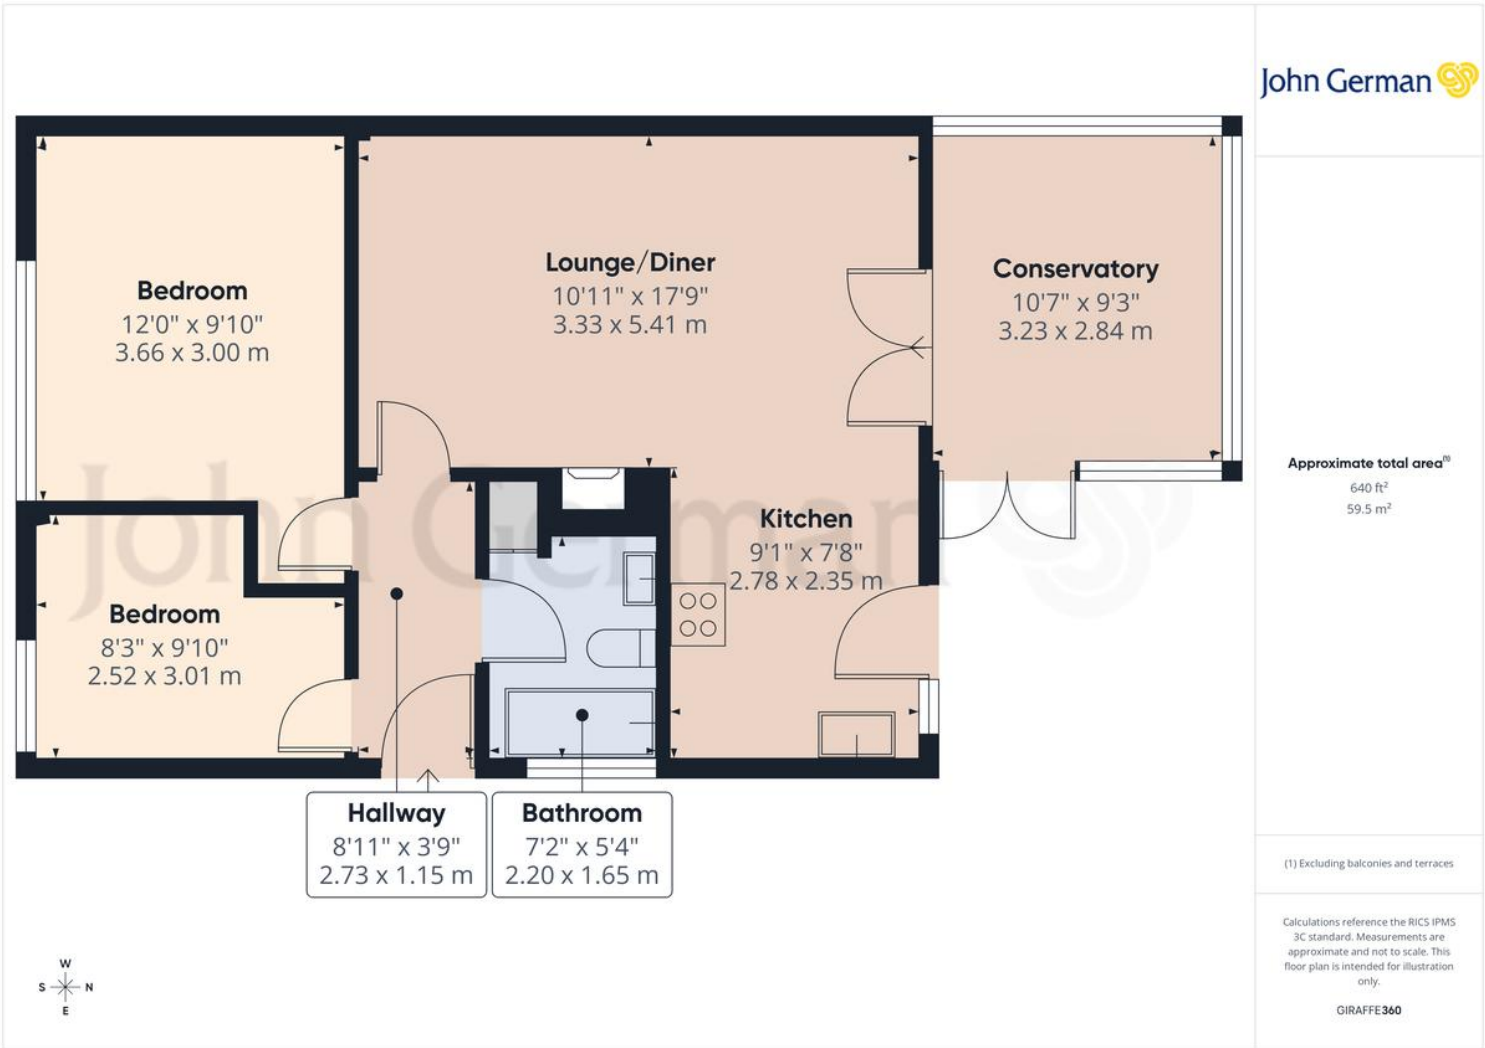 John German
Bedroom
12'0" x 9'10"
3.66 x 3.00 m
Lounge/Diner
10'11" x 17'9"
3.33 x 5.41 m
Conservatory
10'7" x 9'3"
3.23 x 2.84 m
John German
Kitchen
9'1" x 7'8"
2.78 x 2.35 m
Bedroom
8'3" x 9'10"
2.52 x 3.01 m
Hallway
8'11" x 3'9"
2.73 x 1.15 m
Bathroom
7'2" x 5'4"
2.20 x 1.65 m
W
S N
E
Approximate total area(1)
640 ft²
59.5 m²
(1) Excluding balconies and terraces
Calculations reference the RICS IPMS
3C standard. Measurements are
approximate and not to scale. This
floor plan is intended for illustration
only.
GIRAFFE360